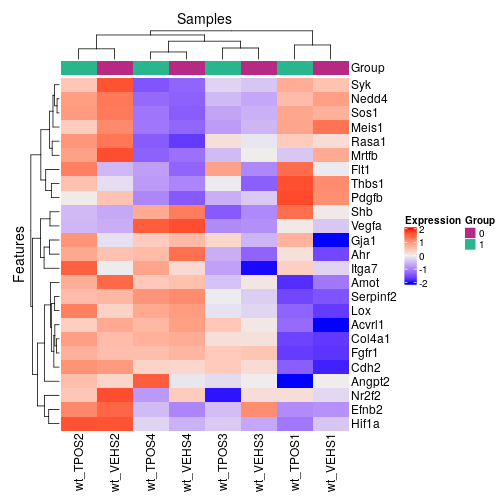 Samples
Group
Syk
Nedd4
Sos1
Meis1
Rasa1
Mrtfb
Flt1
Thbs1
Pdgfb
Shb
Vegfa
Gja1
Ahr
Itga7
Amot
Serpinf2
Lox
Acvrl1
Col4a1
Fgfr1
Cdh2
Angpt2
Nr2f2
Efnb2
Hif1a
Features
wt_TPOS2
wt_VEHS2
wt_TPOS4
wt_VEHS4
wt_TPOS3
wt_VEHS3
wt_TPOS1
wt_VEHS1
Expression
2
1
0
-1
-2
Group
0
1